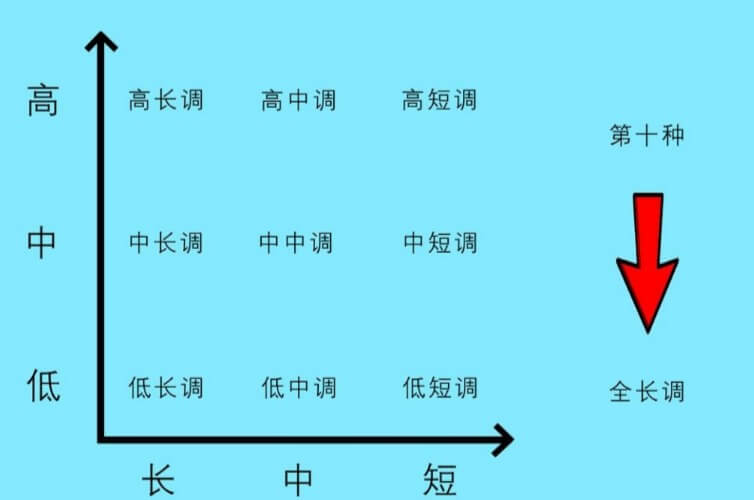 高 高长调 高中调 高短调
第十种
中 中长调 中中调 中短调
低 低长调 低中调 低短调
全长调
长 中 短